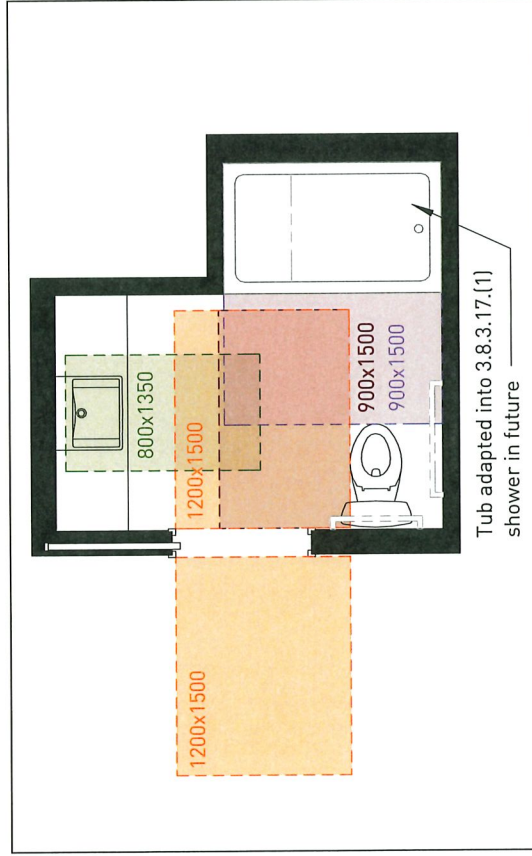 800x1350
1200x1500
1200x1500
900x1500
900x1500
Tub adapted into 3.8.3.17.(1)
shower in future